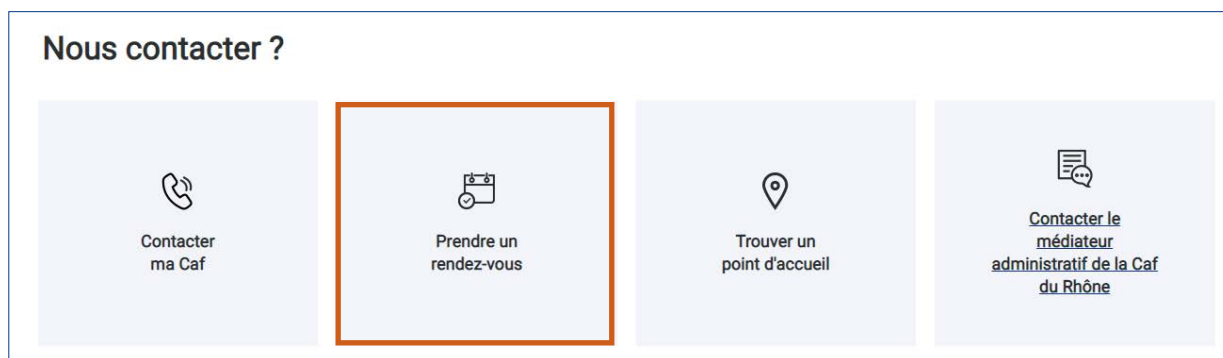 Nous contacter ?
Contacter
ma Caf
Prendre un
rendez-vous
Trouver un
point d'accueil
Contacter le
médiateur
administratif de la Caf
du Rhône